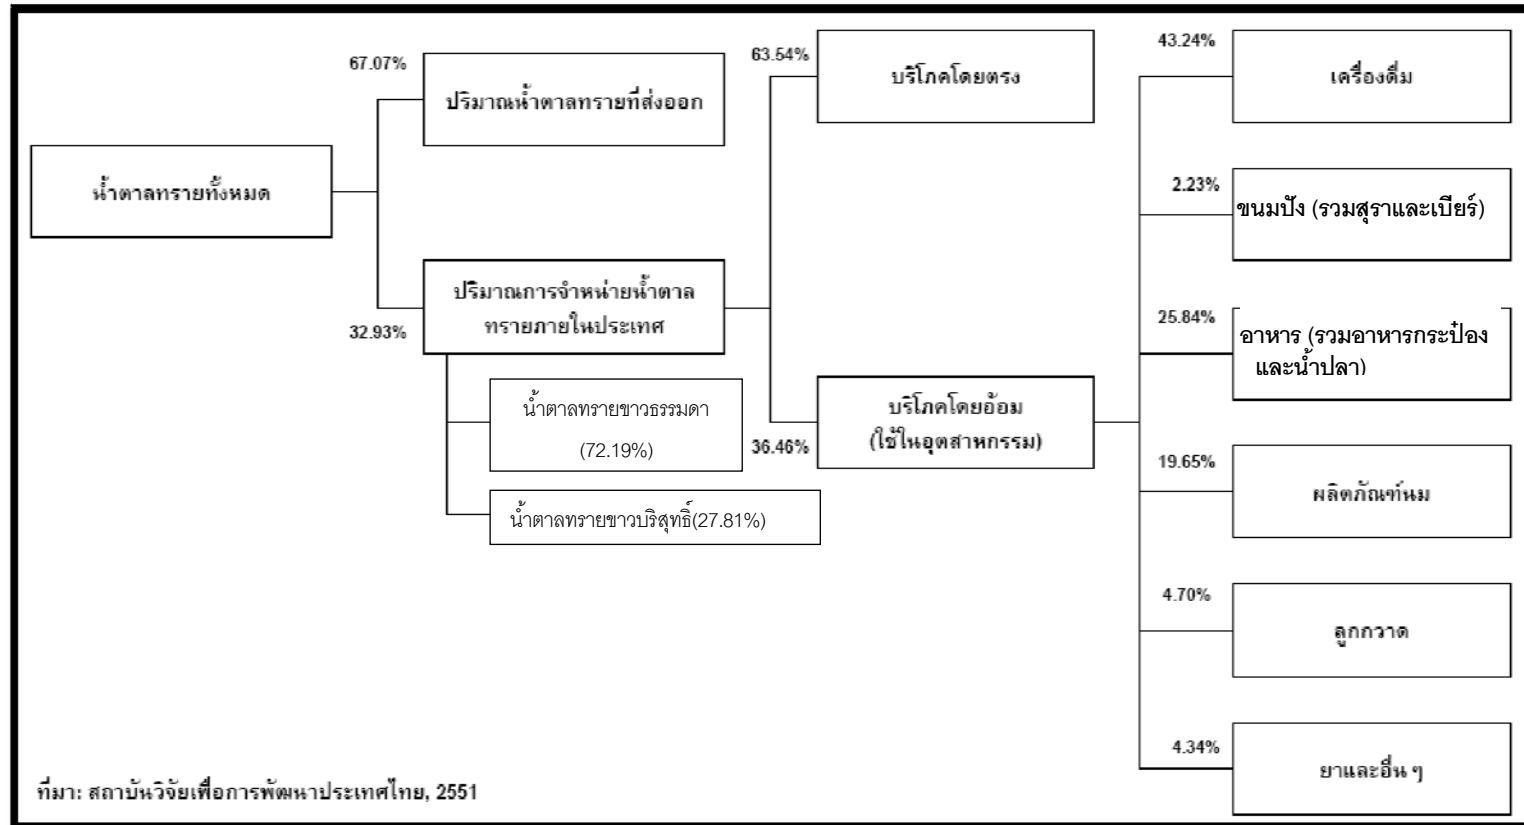 67.07%
ปริมาณน้ำตาลทรายที่ส่งออก
63.54%
บริโภคโดยตรง
43.24%
เครื่องดื่ม
น้ำตาลทรายทั้งหมด
2.23%
ขนมปัง (รวมสุราและเบียร์)
32.93%
ปริมาณการจำหน่ายน้ำตาล
ทรายภายในประเทศ
25.84%
อาหาร (รวมอาหารกระป๋อง
และน้ำปลา)
น้ำตาลทรายขาวธรรมดา
(72.19%)
36.46%
บริโภคโดยอ้อม
(ใช้ในอุตสาหกรรม)
19.65%
ผลิตภัณฑ์นม
น้ำตาลทรายขาวบริสุทธิ์(27.81%)
4.70%
ลูกกวาด
4.34%
ยาและอื่น ๆ
ที่มา: สถาบันวิจัยเพื่อการพัฒนาประเทศไทย, 2551